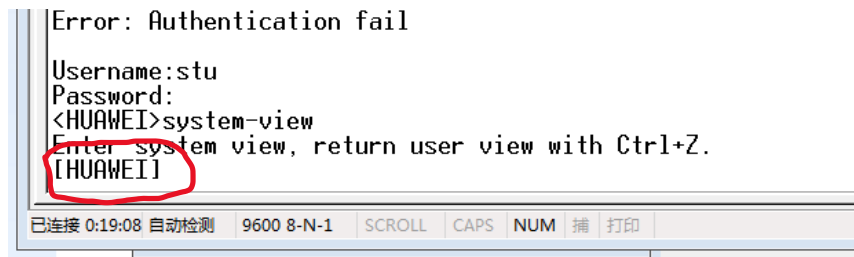 Error: Authentication fail
Username:stu
Password:
<HUAWEI>system-view
Enter system view, return user view with Ctrl+Z.
[HUAWEI]
已连接 0:19:08 自动检测 9600 8-N-1 SCROLL CAPS NUM 捕 打印